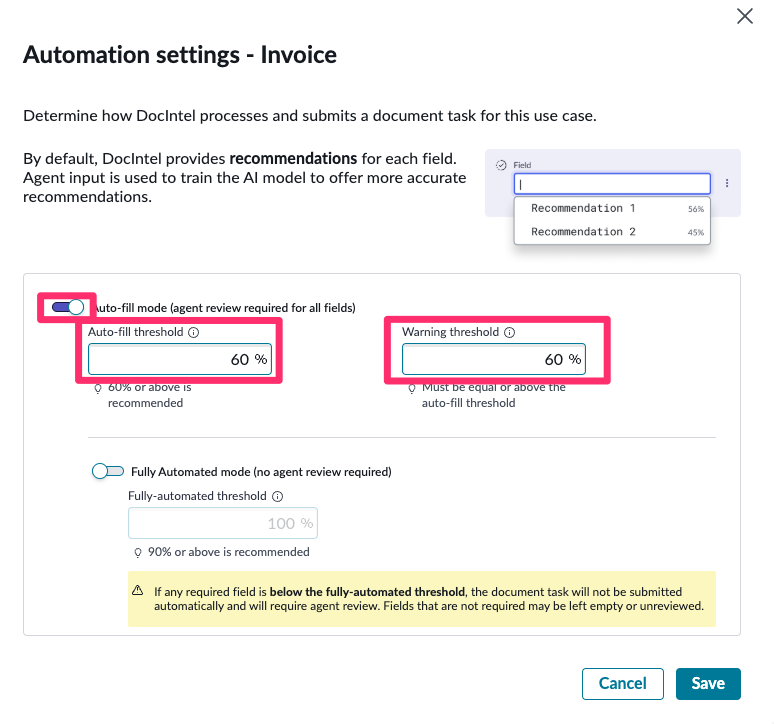 Automation settings - Invoice
Determine how DocIntel processes and submits a document task for this use case.
By default, DocIntel provides recommendations for each field.
Agent input is used to train the AI model to offer more accurate
recommendations.
Field
Recommendation 1 56%
Recommendation 2 45%
Auto-fill mode (agent review required for all fields)
Auto-fill threshold
60 %
60% or above is
recommended
Warning threshold
60 %
Must be equal or above the
auto-fill threshold
Fully Automated mode (no agent review required)
Fully-automated threshold
100 %
90% or above is recommended
If any required field is below the fully-automated threshold, the document task will not be submitted
automatically and will require agent review. Fields that are not required may be left empty or unreviewed.
Cancel
Save